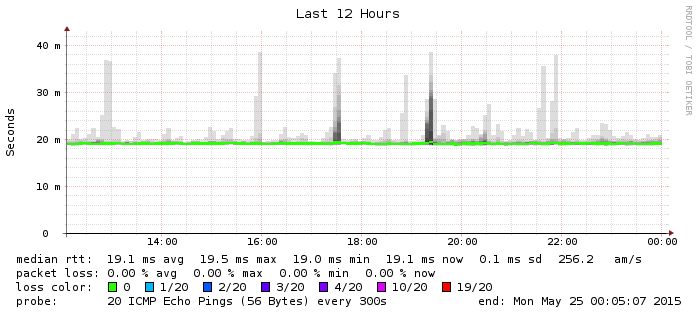 Last 12 Hours
RRDTOOL / TOBI OETIKER
Seconds
40 m
30 m
20 m
10 m
0
14:00 16:00 18:00 20:00 22:00 00:00
median rtt: 19.1 ms avg 19.5 ms max 19.0 ms min 19.1 ms now 0.1 ms sd 256.2 am/s
packet loss: 0.00 % avg 0.00 % max 0.00 % min 0.00 % now
loss color: 0 1/20 2/20 3/20 4/20 10/20 19/20
probe: 20 ICMP Echo Pings (56 Bytes) every 300s end: Mon May 25 00:05:07 2015